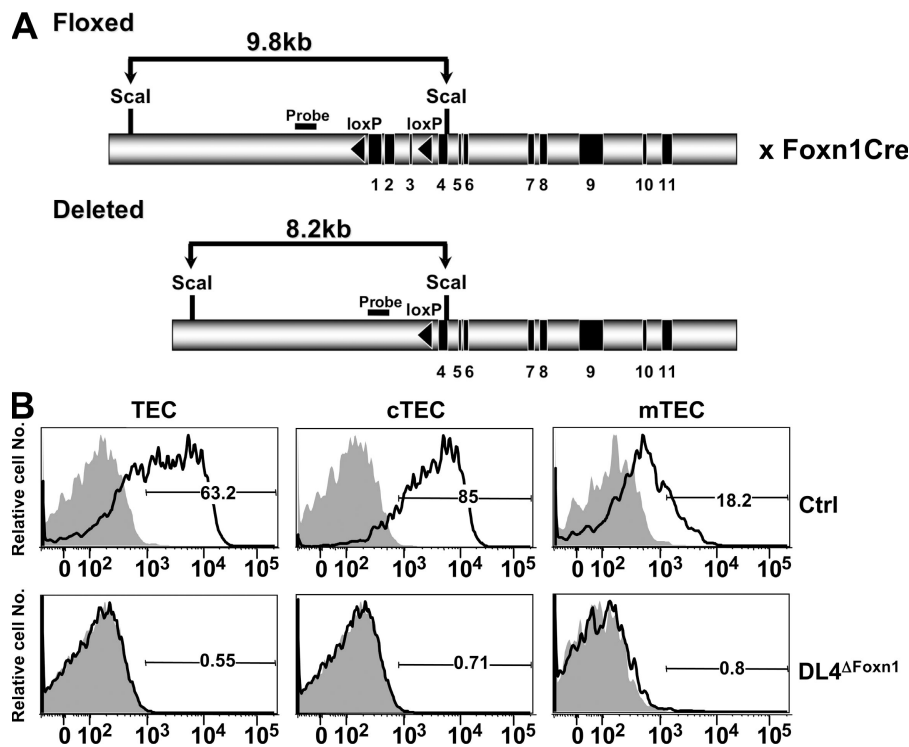 A
Floxed
9.8kb
ScaI ScaI
Probe
loxP loxP
x Foxn1Cre
1 2 3 4 5 6 7 8 9 10 11
Deleted
8.2kb
ScaI ScaI
Probe
loxP
4 5 6 7 8 9 10 11
B
TEC cTEC mTEC
Relative cell No.
63.2 85 18.2
Ctrl
0 10² 10³ 10⁴ 10⁵ 0 10² 10³ 10⁴ 10⁵ 0 10² 10³ 10⁴ 10⁵
Relative cell No.
0.55 0.71 0.8
DL4ΔFoxn1
0 10² 10³ 10⁴ 10⁵ 0 10² 10³ 10⁴ 10⁵ 0 10² 10³ 10⁴ 10⁵